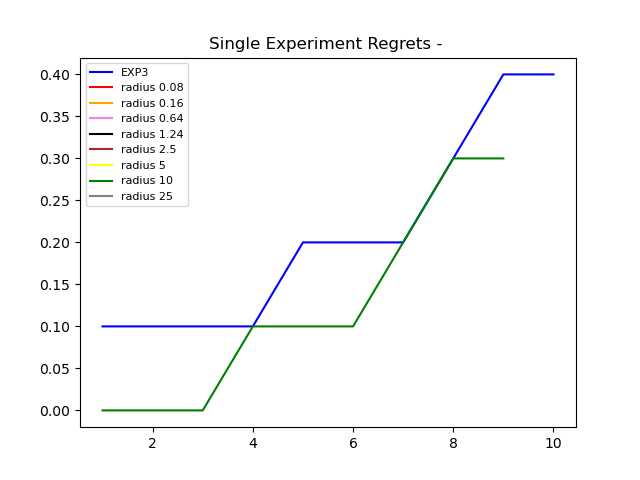 Single Experiment Regrets -
EXP3
radius 0.08
radius 0.16
radius 0.64
radius 1.24
radius 2.5
radius 5
radius 10
radius 25
0.40
0.35
0.30
0.25
0.20
0.15
0.10
0.05
0.00
2 4 6 8 10